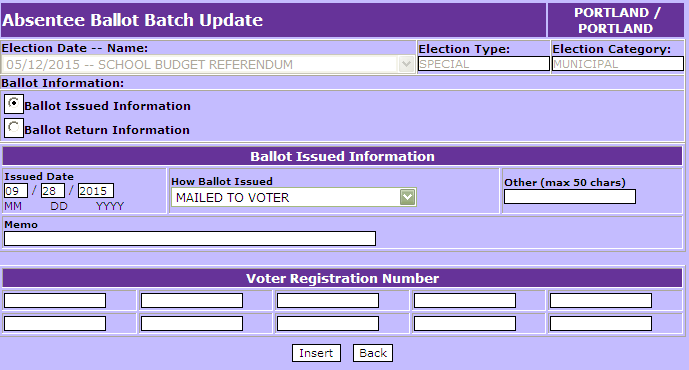 Absentee Ballot Batch Update
PORTLAND /
PORTLAND
Election Date -- Name:
Election Type:
Election Category:
05/12/2015 -- SCHOOL BUDGET REFERENDUM
SPECIAL
MUNICIPAL
Ballot Information:
Ballot Issued Information
Ballot Return Information
Ballot Issued Information
Issued Date
09 / 28 / 2015
MM DD YYYY
How Ballot Issued
MAILED TO VOTER
Other (max 50 chars)
Memo
Voter Registration Number
Insert Back